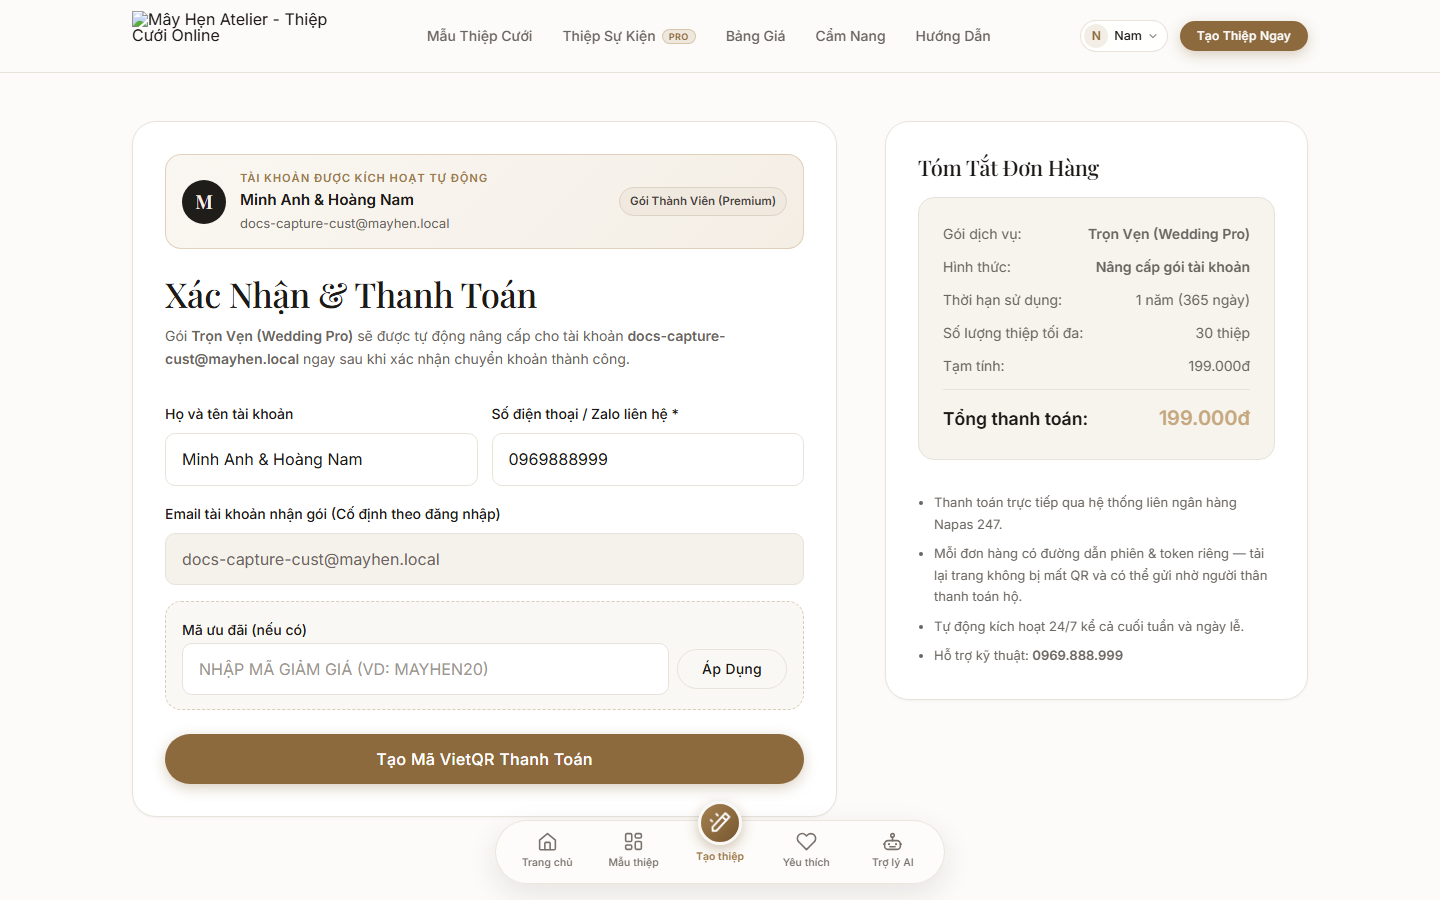 Mây Hẹn Atelier - Thiệp
Cưới Online
Mẫu Thiệp Cưới
Thiệp Sự Kiện PRO
Bảng Giá
Cẩm Nang
Hướng Dẫn
N Nam
Tạo Thiệp Ngay
M
TÀI KHOẢN ĐƯỢC KÍCH HOẠT TỰ ĐỘNG
Minh Anh & Hoàng Nam
docs-capture-cust@mayhen.local
Gói Thành Viên (Premium)
Xác Nhận & Thanh Toán
Gói Trọn Vẹn (Wedding Pro) sẽ được tự động nâng cấp cho tài khoản docs-capture-
cust@mayhen.local ngay sau khi xác nhận chuyển khoản thành công.
Họ và tên tài khoản
Số điện thoại / Zalo liên hệ *
Minh Anh & Hoàng Nam
0969888999
Email tài khoản nhận gói (Cố định theo đăng nhập)
docs-capture-cust@mayhen.local
Mã ưu đãi (nếu có)
NHẬP MÃ GIẢM GIÁ (VD: MAYHEN20)
Áp Dụng
Tạo Mã VietQR Thanh Toán
Tóm Tắt Đơn Hàng
Gói dịch vụ: Trọn Vẹn (Wedding Pro)
Hình thức: Nâng cấp gói tài khoản
Thời hạn sử dụng: 1 năm (365 ngày)
Số lượng thiệp tối đa: 30 thiệp
Tạm tính: 199.000đ
Tổng thanh toán: 199.000đ
• Thanh toán trực tiếp qua hệ thống liên ngân hàng
Napas 247.
• Mỗi đơn hàng có đường dẫn phiên & token riêng — tải
lại trang không bị mất QR và có thể gửi nhờ người thân
thanh toán hộ.
• Tự động kích hoạt 24/7 kể cả cuối tuần và ngày lễ.
• Hỗ trợ kỹ thuật: 0969.888.999
Trang chủ
Mẫu thiệp
Tạo thiệp
Yêu thích
Trợ lý AI